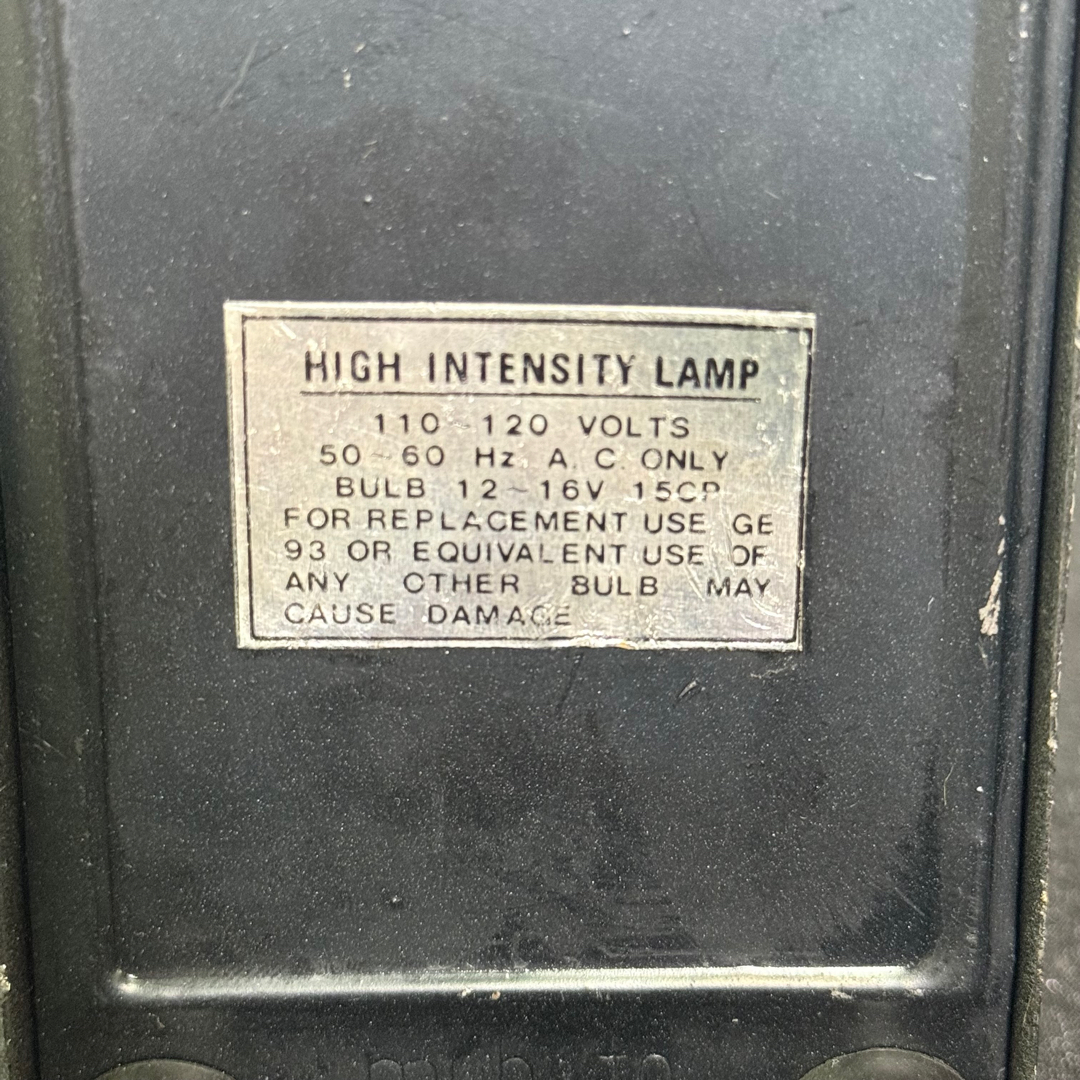 HIGH INTENSITY LAMP
110~120 VOLTS
50~60 Hz. A.C. ONLY
BULB 12~16V 15CP
FOR REPLACEMENT USE GE
93 OR EQUIVALENT USE OF
ANY OTHER BULB MAY
CAUSE DAMAGE